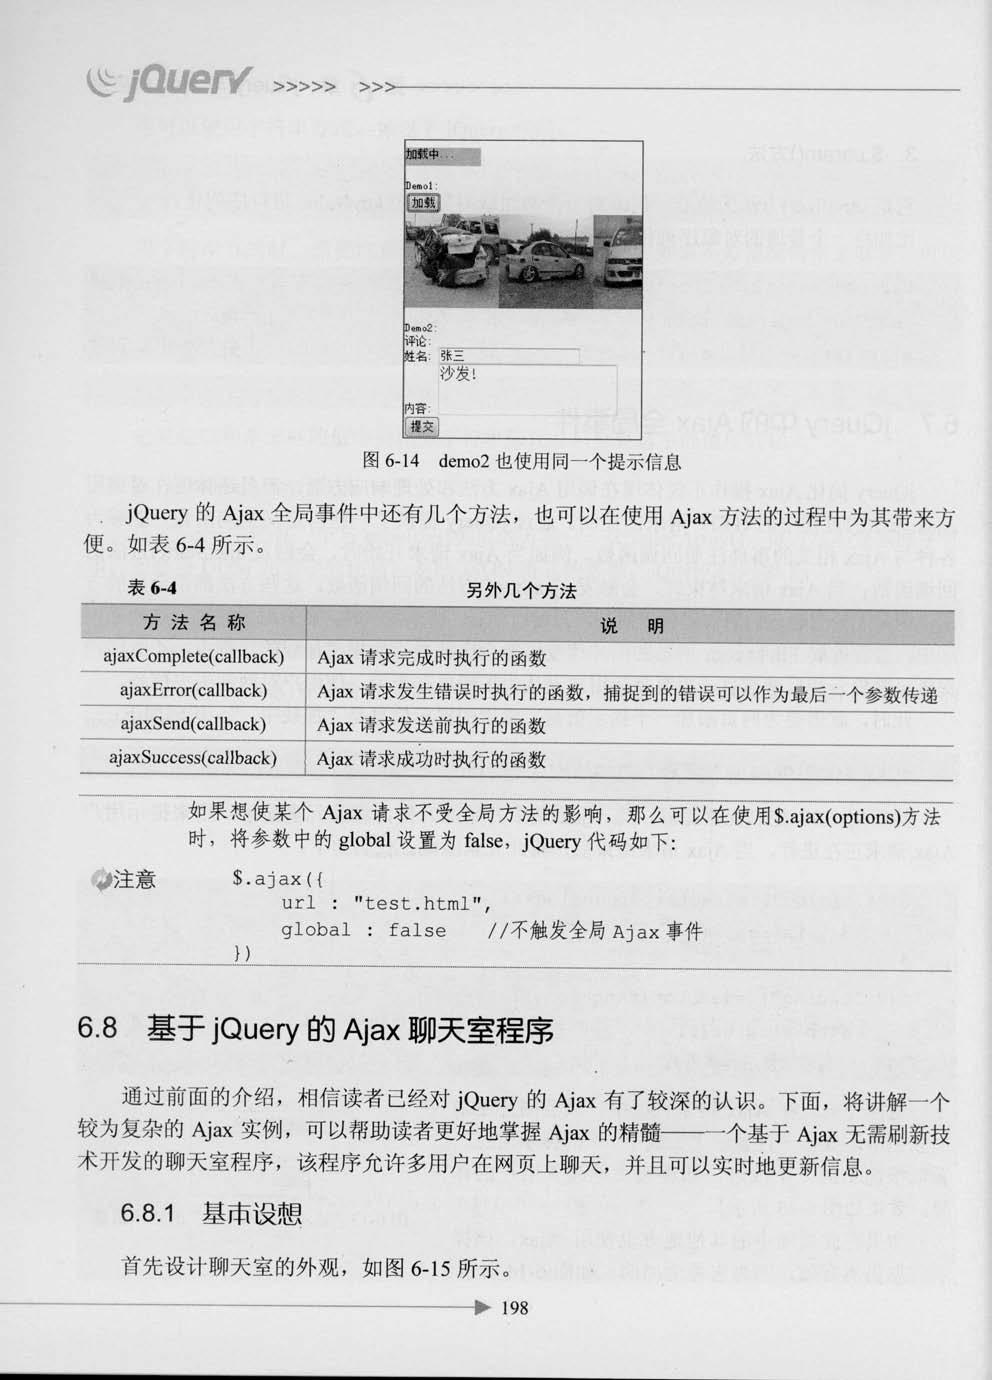 jQuery >>>>> >>>
加载中...
Demo1:
加载
Demo2:
评论:
姓名: 张三
沙发!
内容:
提交
图 6-14 demo2 也使用同一个提示信息
jQuery 的 Ajax 全局事件中还有几个方法，也可以在使用 Ajax 方法的过程中为其带来方
便。如表 6-4 所示。
表 6-4 另外几个方法
方 法 名 称 说 明
ajaxComplete(callback) Ajax 请求完成时执行的函数
ajaxError(callback) Ajax 请求发生错误时执行的函数，捕捉到的错误可以作为最后一个参数传递
ajaxSend(callback) Ajax 请求发送前执行的函数
ajaxSuccess(callback) Ajax 请求成功时执行的函数
如果想使某个 Ajax 请求不受全局方法的影响，那么可以在使用$.ajax(options)方法
时，将参数中的 global 设置为 false，jQuery 代码如下：
注意 $.ajax({
url : "test.html",
global : false //不触发全局 Ajax 事件
})
6.8 基于 jQuery 的 Ajax 聊天室程序
通过前面的介绍，相信读者已经对 jQuery 的 Ajax 有了较深的认识。下面，将讲解一个
较为复杂的 Ajax 实例，可以帮助读者更好地掌握 Ajax 的精髓——一个基于 Ajax 无需刷新技
术开发的聊天室程序，该程序允许多用户在网页上聊天，并且可以实时地更新信息。
6.8.1 基本设想
首先设计聊天室的外观，如图 6-15 所示。
198